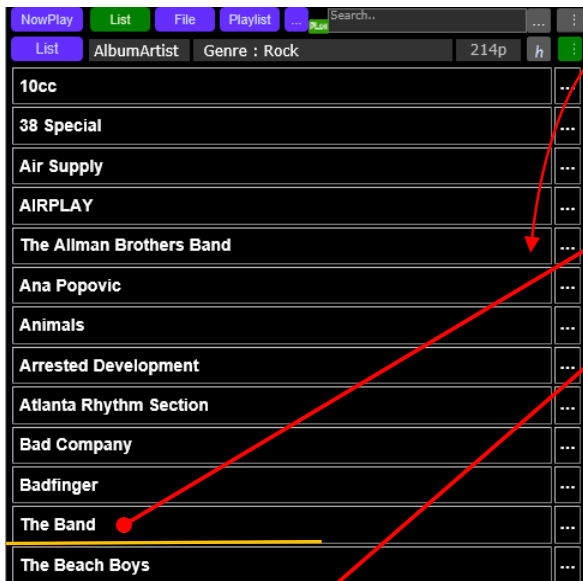 NowPlay List File Playlist ... Search.. ...
List AlbumArtist Genre : Rock 214p h
10cc ...
38 Special ...
Air Supply ...
AIRPLAY ...
The Allman Brothers Band ...
Ana Popovic ...
Animals ...
Arrested Development ...
Atlanta Rhythm Section ...
Bad Company ...
Badfinger ...
The Band ...
The Beach Boys ...